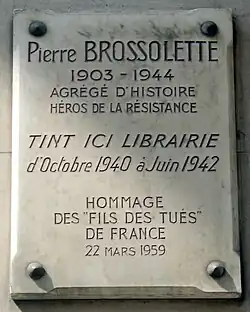 Pierre BROSSOLETTE
1903 - 1944
AGRÉGÉ D'HISTOIRE
HÉROS DE LA RÉSISTANCE
TINT ICI LIBRAIRIE
d'Octobre 1940 à Juin 1942
HOMMAGE
DES "FILS DES TUÉS"
DE FRANCE
22 MARS 1959